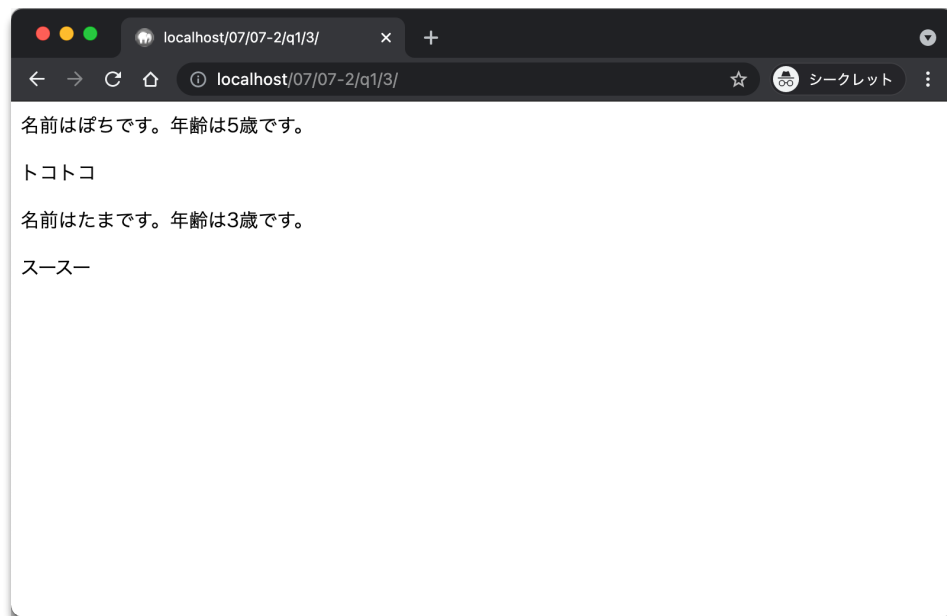 localhost/07/07-2/q1/3/
localhost/07/07-2/q1/3/
シークレット
名前はぽちです。年齢は5歳です。
トコトコ
名前はたまです。年齢は3歳です。
スースー